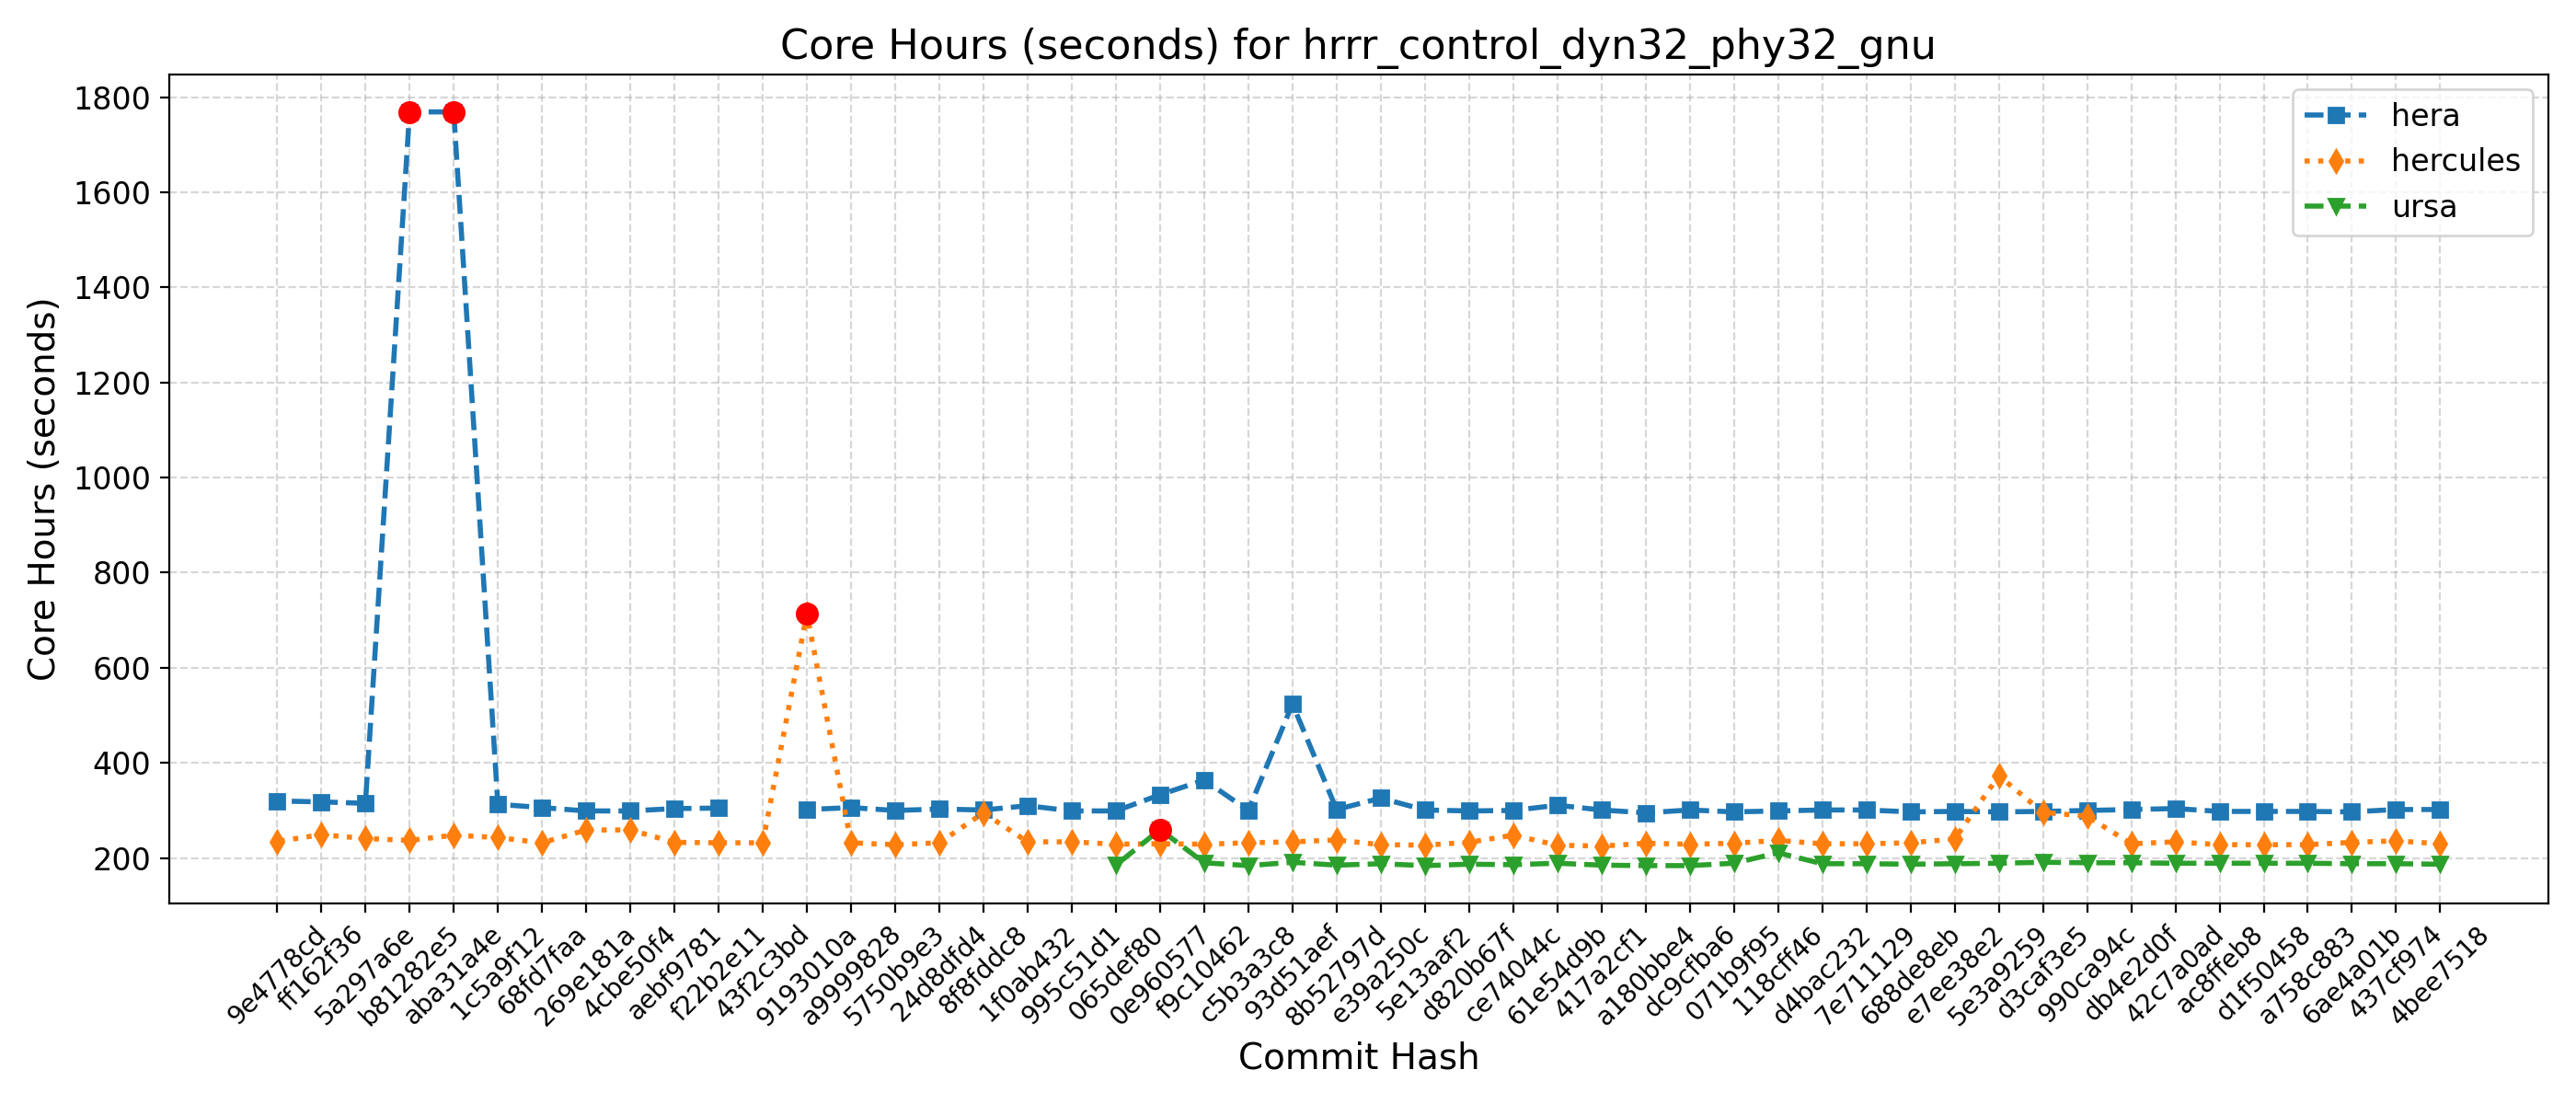 Core Hours (seconds) for hrrr_control_dyn32_phy32_gnu
hera
hercules
ursa
Core Hours (seconds)
1800
1600
1400
1200
1000
800
600
400
200
9e4778cd
ff162f36
5a297a6e
b81282e5
aba31a4e
1c5a9f12
68fd7faa
269e181a
4cbe50f4
aebf9781
f22b2e11
43f2c3bd
9193010a
a9999828
5750b9e3
24d8dfd4
8f8fddc8
1f0ab432
995c51d1
065def80
0e960577
f9c10462
c5b3a3c8
93d51aef
8b52797d
e39a250c
5e13aaf2
d820b67f
ce74044c
61e54d9b
417a2cf1
a180bbe4
dc9cfba6
071b9f95
118cff46
d4bac232
7e711129
688de8eb
e7ee38e2
5e3a9259
d3caf3e5
990ca94c
db4e2d0f
42c7a0ad
ac8ffeb8
d1f50458
a758c883
6ae4a01b
437cf974
4bee7518
Commit Hash